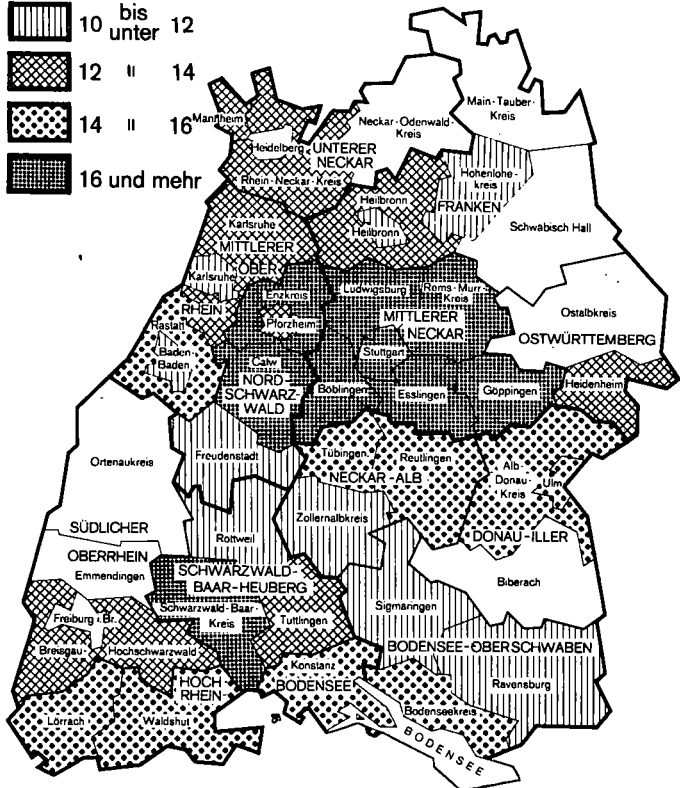 10 bis unter 12
12 " 14
14 " 16
16 und mehr
Main-Tauber-
Kreis
Neckar-Odenwald-
Kreis
Mannheim
Heidelberg
UNTERER
NECKAR
Rhein-Neckar-Kreis
Hohenlohe-
kreis
FRANKEN
Heilbronn
Heilbronn
Schwäbisch Hall
Karlsruhe
MITTLERER
OBER-
Karlsruhe
RHEIN
Enzkreis
Pforzheim
Ludwigsburg
Rems-Murr-
Kreis
MITTLERER
NECKAR
Stuttgart
Ostalbkreis
OSTWÜRTTEMBERG
Rastatt
Baden-
Baden
Calw
NORD-
SCHWARZ-
WALD
Böblingen
Esslingen
Göppingen
Heidenheim
Freudenstadt
Tübingen
Reutlingen
NECKAR-ALB
Alb-
Donau-
Kreis
Ulm
DONAU-ILLER
Ortenaukreis
SÜDLICHER
OBERRHEIN
Emmendingen
Rottweil
Zollernalbkreis
Biberach
SCHWARZWALD-
BAAR-HEUBERG
Schwarzwald-Baar-
Kreis
Tuttlingen
Sigmaringen
Freiburg i. Br.
Breisgau-
Hochschwarzwald
BODENSEE-OBERSCHWABEN
Ravensburg
HOCH-
RHEIN-
Konstanz
BODENSEE
Lörrach
Waldshut
Bodenseekreis
BODENSEE